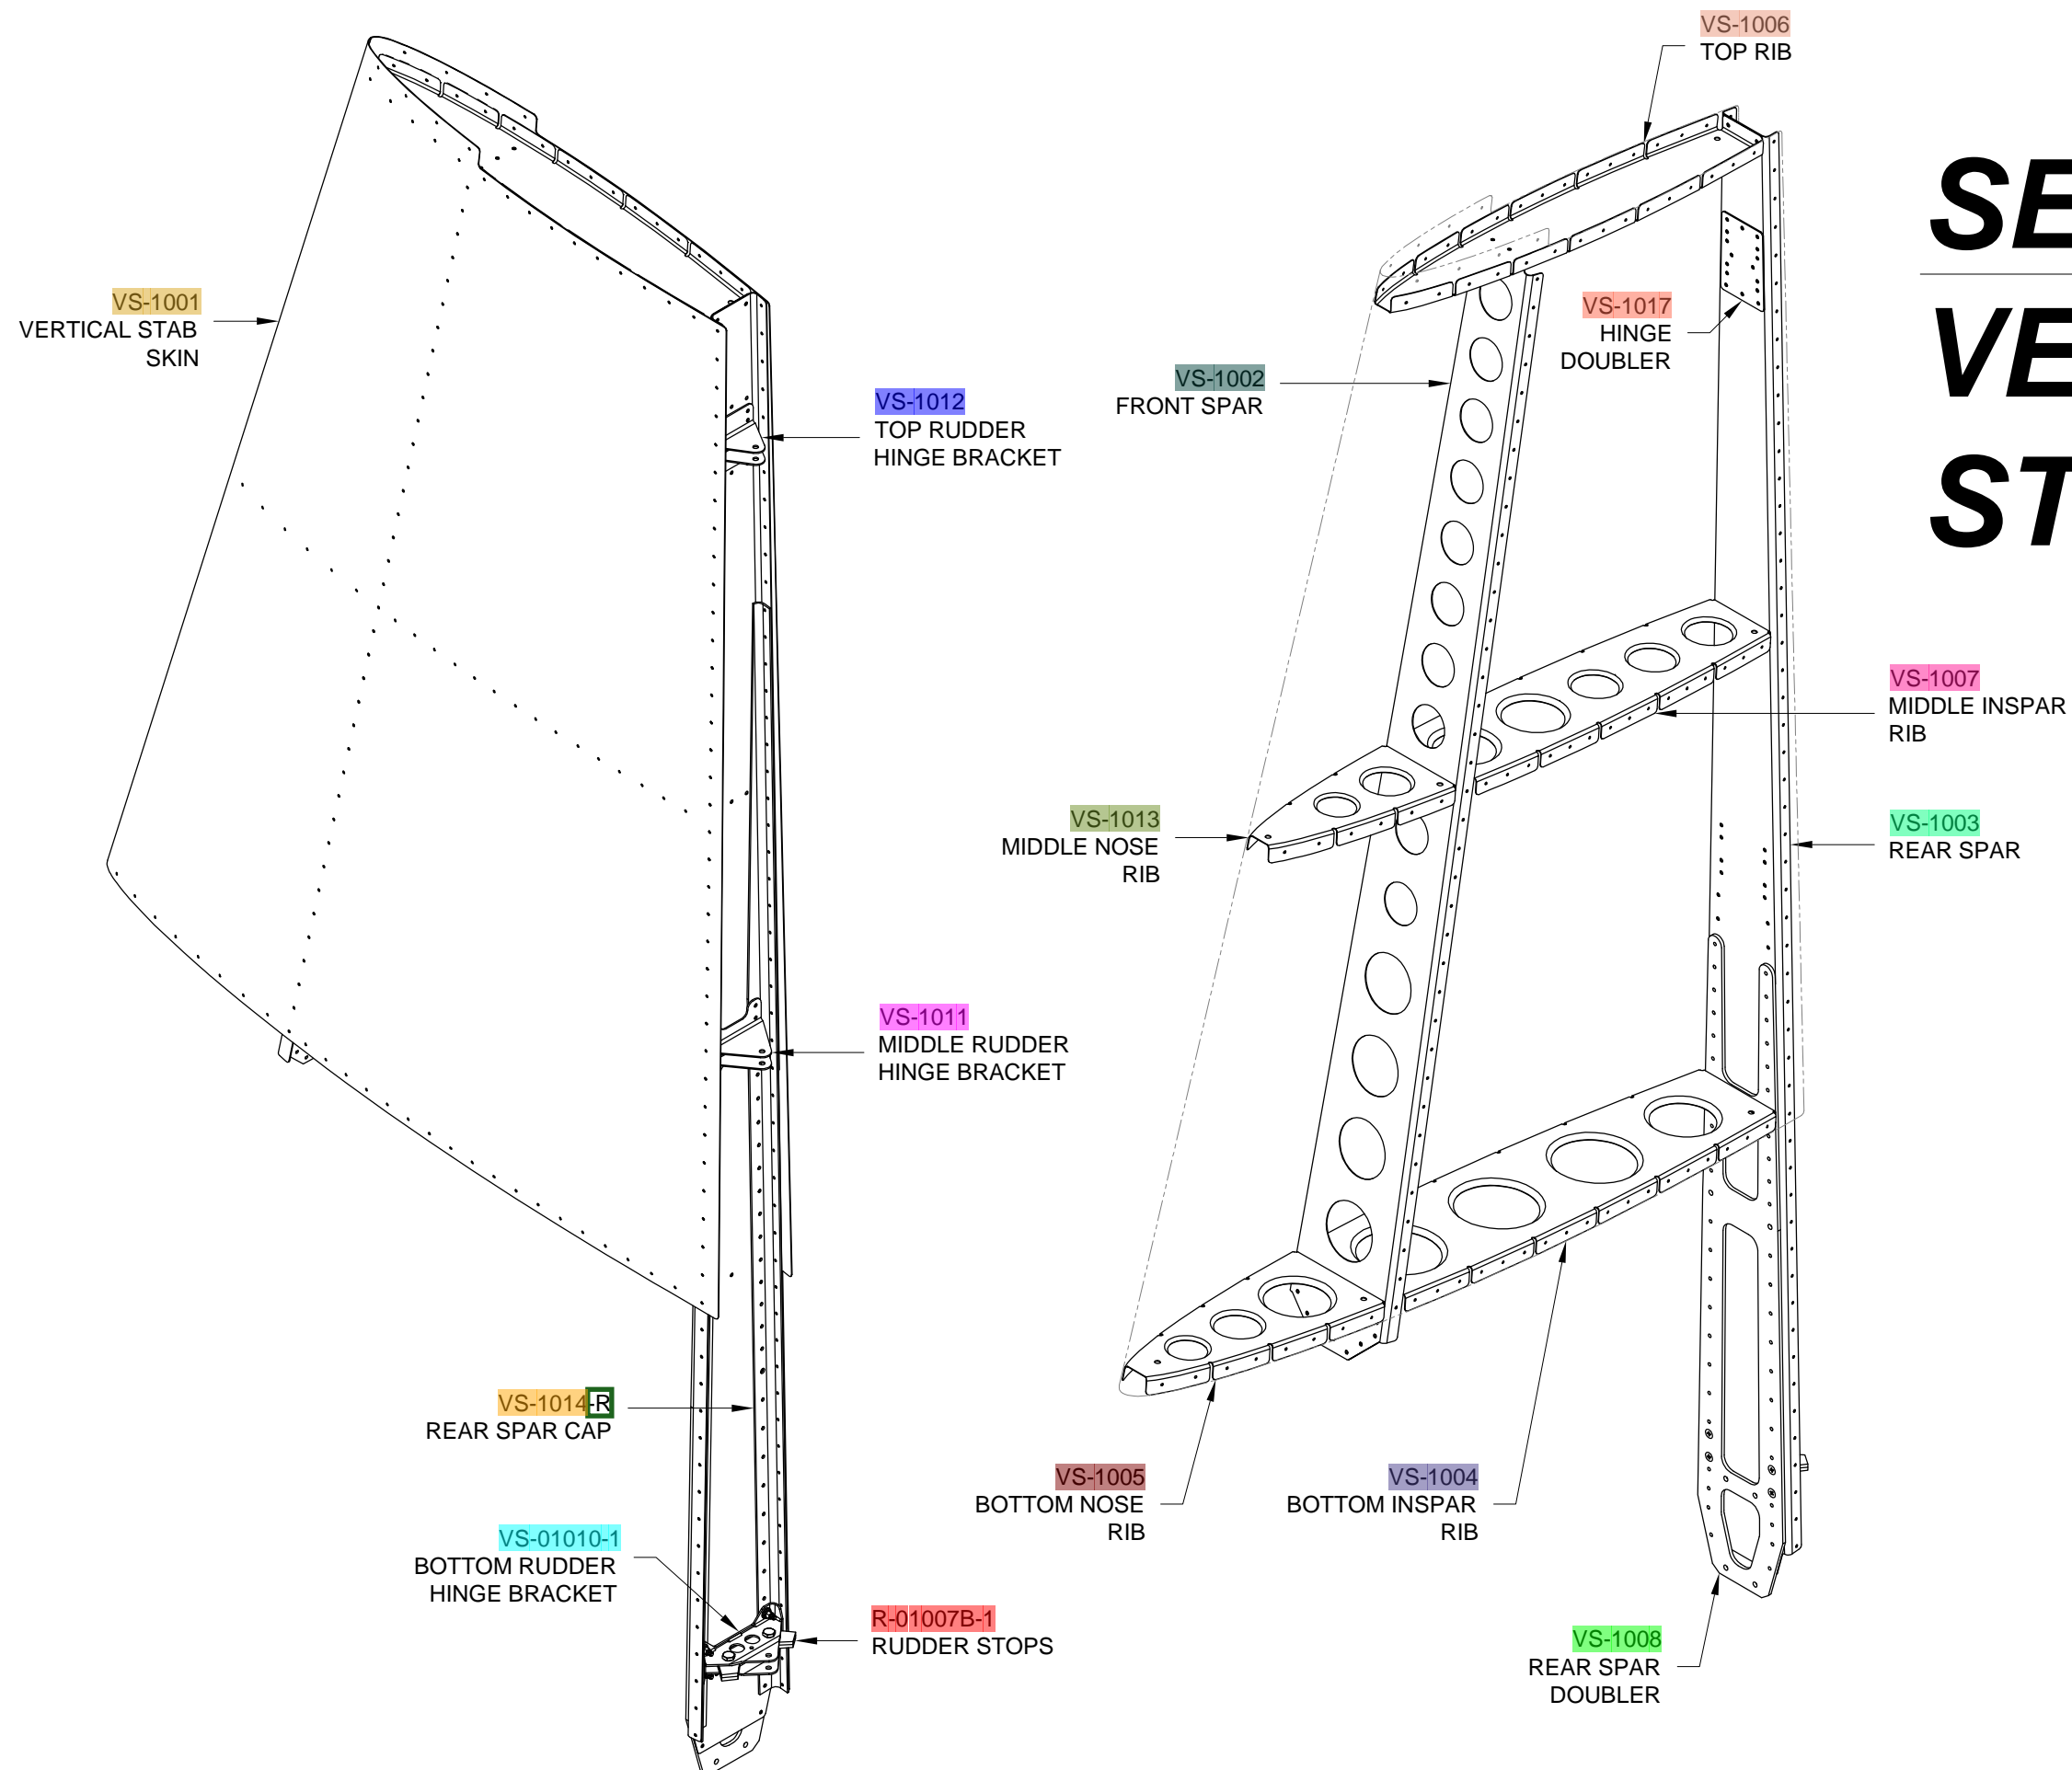 VS-1006
TOP RIB
SE
VE
ST
VS-1001
VERTICAL STAB
SKIN
VS-1017
HINGE
DOUBLER
VS-1002
FRONT SPAR
VS-1012
TOP RUDDER
HINGE BRACKET
VS-1007
MIDDLE INSPAR
RIB
VS-1013
MIDDLE NOSE
RIB
VS-1003
REAR SPAR
VS-1011
MIDDLE RUDDER
HINGE BRACKET
VS-1014-R
REAR SPAR CAP
VS-1005
BOTTOM NOSE
RIB
VS-1004
BOTTOM INSPAR
RIB
VS-01010-1
BOTTOM RUDDER
HINGE BRACKET
R-01007B-1
RUDDER STOPS
VS-1008
REAR SPAR
DOUBLER